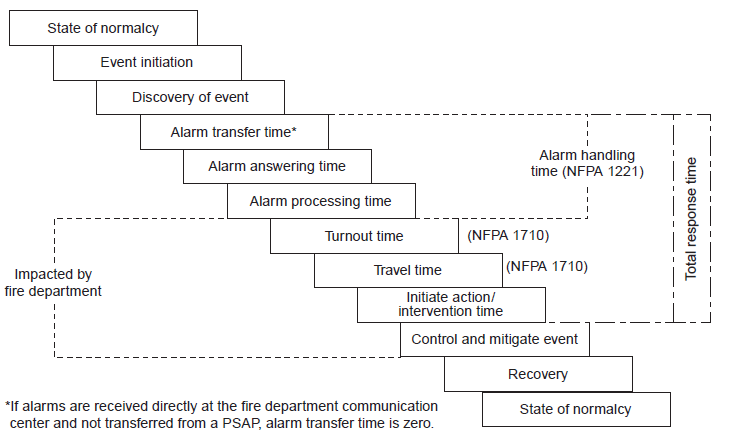 State of normalcy
Event initiation
Discovery of event
Alarm transfer time*
Alarm answering time
Alarm processing time
Alarm handling
time (NFPA 1221)
Total response time
Turnout time
(NFPA 1710)
Travel time
(NFPA 1710)
Impacted by
fire department
Initiate action/
intervention time
Control and mitigate event
Recovery
State of normalcy
*If alarms are received directly at the fire department communication
center and not transferred from a PSAP, alarm transfer time is zero.